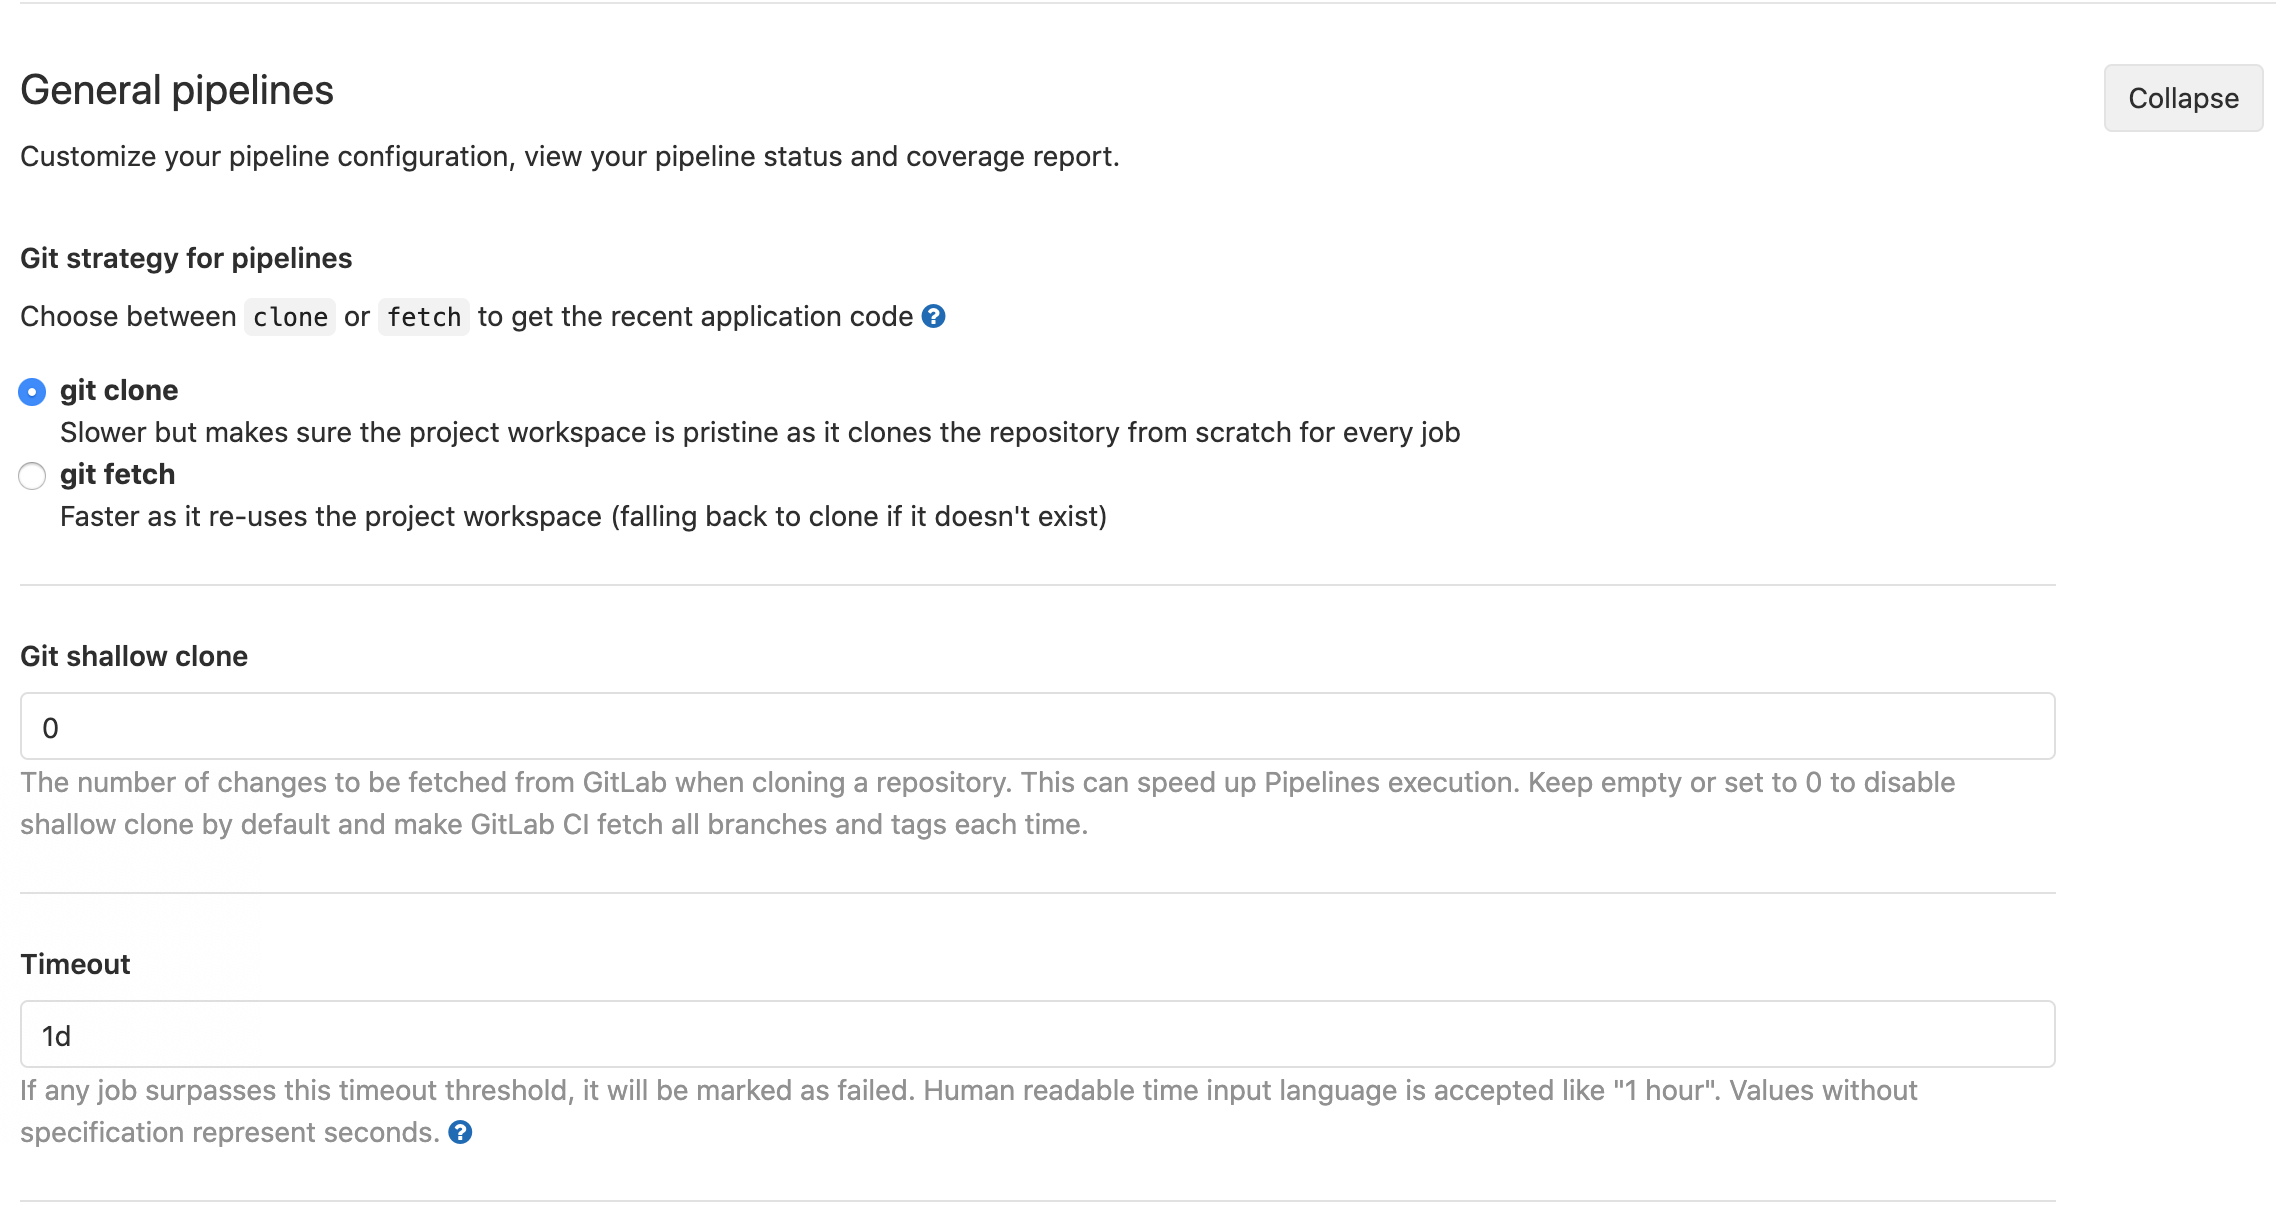 General pipelines
Collapse
Customize your pipeline configuration, view your pipeline status and coverage report.
Git strategy for pipelines
Choose between clone or fetch to get the recent application code ?
git clone
Slower but makes sure the project workspace is pristine as it clones the repository from scratch for every job
git fetch
Faster as it re-uses the project workspace (falling back to clone if it doesn't exist)
Git shallow clone
0
The number of changes to be fetched from GitLab when cloning a repository. This can speed up Pipelines execution. Keep empty or set to 0 to disable
shallow clone by default and make GitLab CI fetch all branches and tags each time.
Timeout
1d
If any job surpasses this timeout threshold, it will be marked as failed. Human readable time input language is accepted like "1 hour". Values without
specification represent seconds. ?